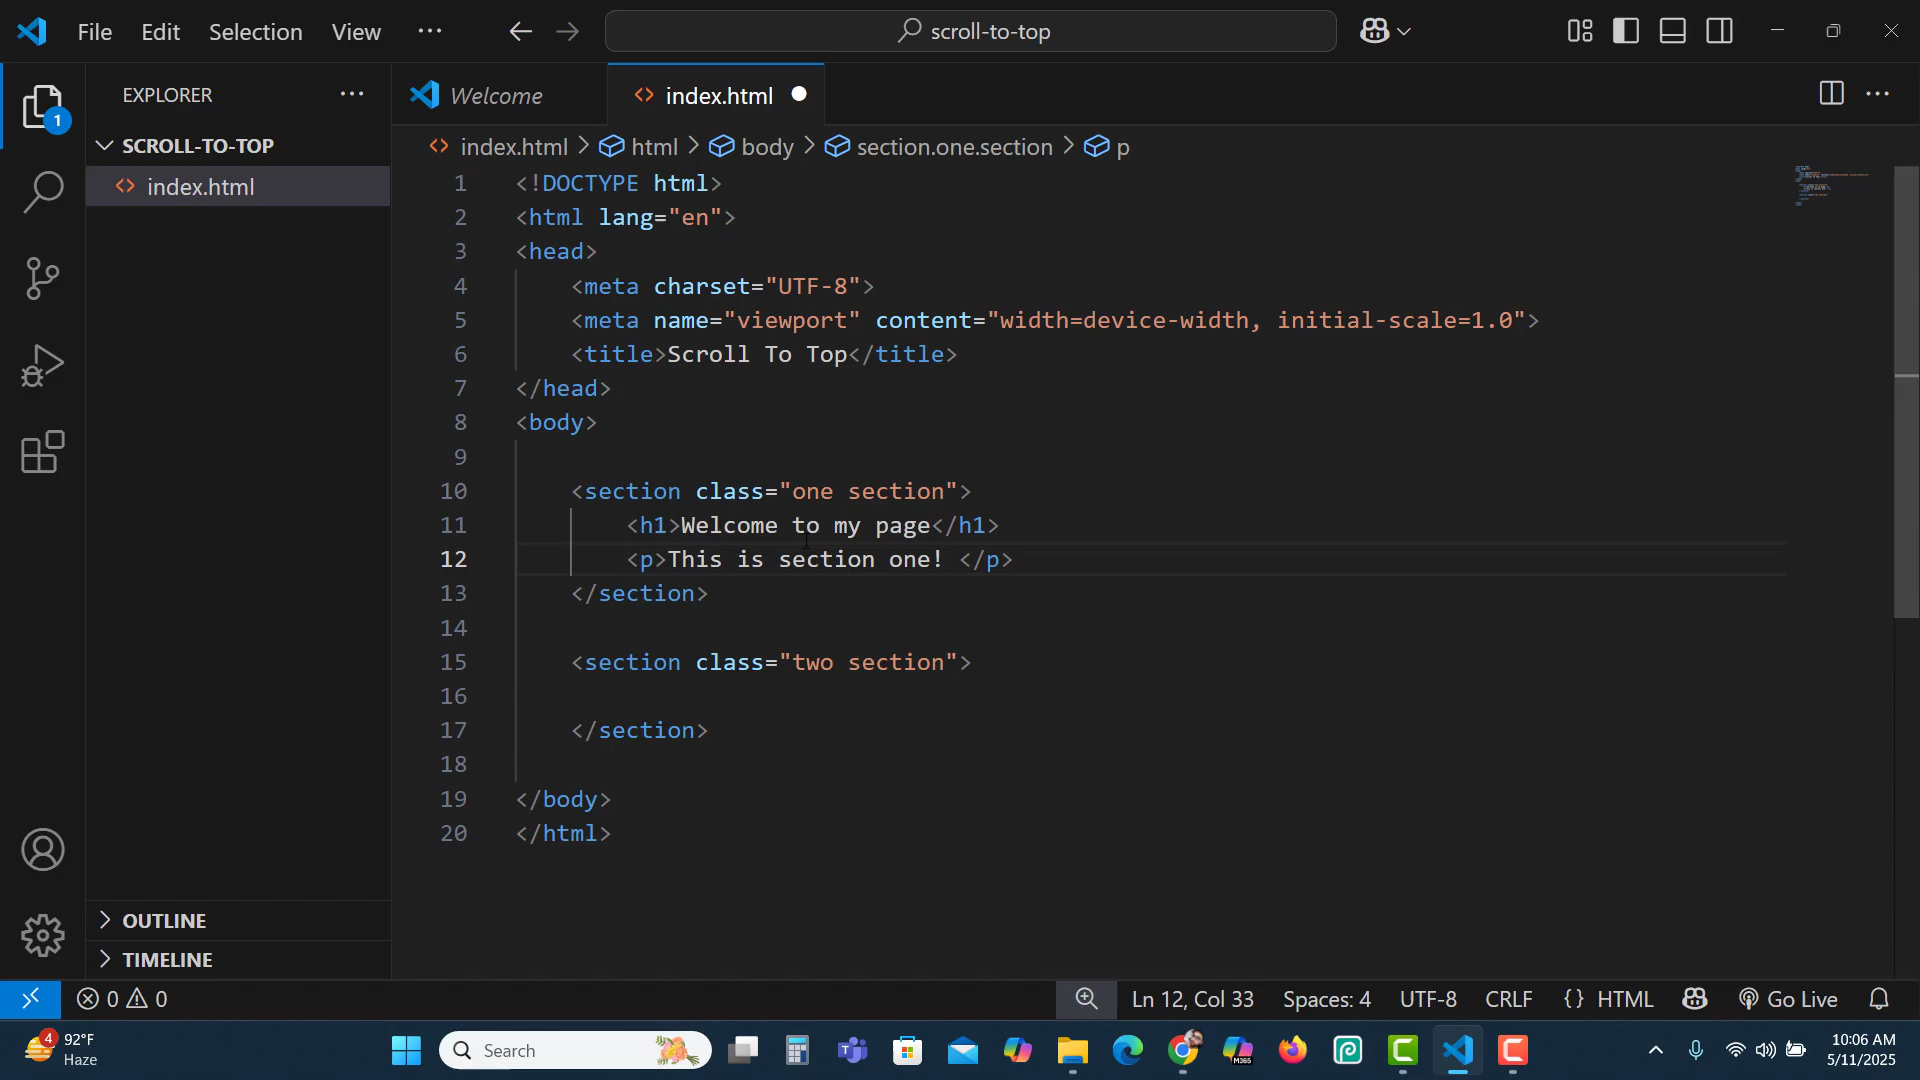 File Edit Selection View ··· scroll-to-top
EXPLORER ···
Welcome
index.html
1
SCROLL-TO-TOP
index.html
index.html > html > body > section.one.section > p
1 <!DOCTYPE html>
2 <html lang="en">
3 <head>
4 <meta charset="UTF-8">
5 <meta name="viewport" content="width=device-width, initial-scale=1.0">
6 <title>Scroll To Top</title>
7 </head>
8 <body>
9
10 <section class="one section">
11 <h1>Welcome to my page</h1>
12 <p>This is section one! </p>
13 </section>
14
15 <section class="two section">
16
17 </section>
18
19 </body>
20 </html>
OUTLINE
TIMELINE
0 0 Ln 12, Col 33 Spaces: 4 UTF-8 CRLF {} HTML Go Live
4 92°F
Haze
Search
M365
10:06 AM
5/11/2025